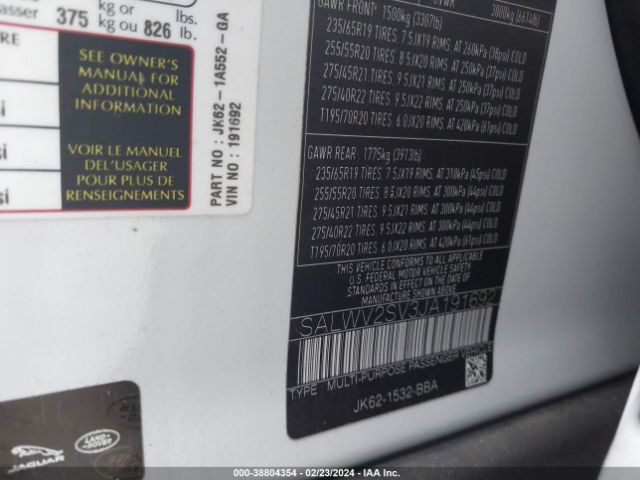 375 kg ou 826 lbs.
lb.
SEE OWNER'S
MANUAL FOR
ADDITIONAL
INFORMATION
VOIR LE MANUEL
DEL'USAGER
POUR PLUS DE
RENSEIGNEMENTS
PART NO : JK62-1A552-GA
VIN NO : 191692
GVWR 3000kg (6614lb)
GAWR FRONT 1500kg (3307lb)
235/65R19 TIRES 7.5JX19 RIMS. AT 260kPA (38psi) COLD
255/55R20 TIRES 8.5JX20 RIMS. AT 250kPA (37psi) COLD
275/45R21 TIRES 9.5JX21 RIMS. AT 250kPA (37psi) COLD
275/40R22 TIRES 9.5JX22 RIMS. AT 250kPA (37psi) COLD
T195/70R20 TIRES 6.0JX20 RIMS. AT 420kPA (61psi) COLD
GAWR REAR 1775kg (3913lb)
235/65R19 TIRES 7.5JX19 RIMS. AT 310kPA (45psi) COLD
255/55R20 TIRES 8.5JX20 RIMS. AT 300kPA (44psi) COLD
275/45R21 TIRES 9.5JX21 RIMS. AT 300kPA (44psi) COLD
275/40R22 TIRES 9.5JX22 RIMS. AT 300kPA (44psi) COLD
T195/70R20 TIRES 6.0JX20 RIMS. AT 420kPA (61psi) COLD
THIS VEHICLE CONFORMS TO ALL APPLICABLE
U.S. FEDERAL MOTOR VEHICLE SAFETY
STANDARDS IN EFFECT ON THE DATE OF
MANUFACTURE SHOWN ABOVE.
SALWV2SV3JA191692
TYPE : MULTI-PURPOSE PASSENGER VEHICLE
JK62-1532-BBA
JAGUAR
LAND ROVER
000-38804354 - 02/23/2024 - IAA Inc.